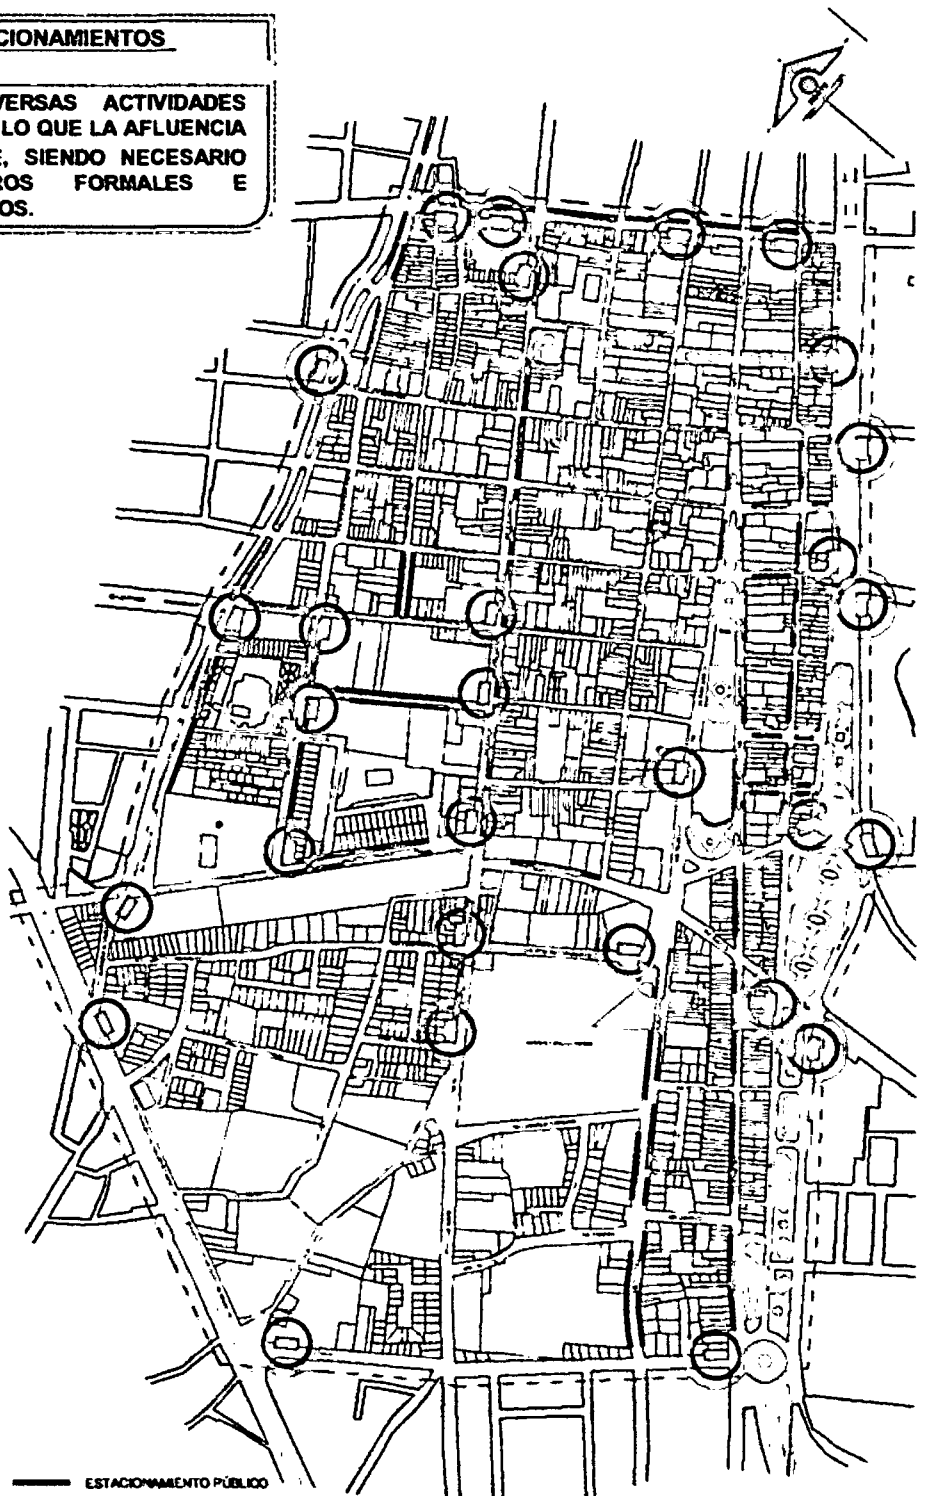 CIONAMIENTOS
VERSAS ACTIVIDADES
LO QUE LA AFLUENCIA
E, SIENDO NECESARIO
ROS FORMALES E
OS.
ESTACIONAMIENTO PÚBLICO